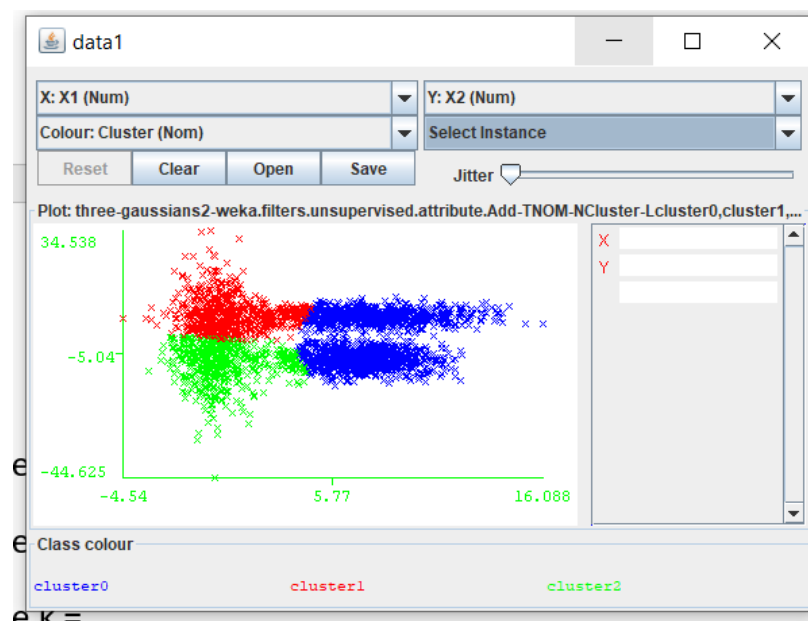 data1
X: X1 (Num) Y: X2 (Num)
Colour: Cluster (Nom) Select Instance
Reset Clear Open Save Jitter
Plot: three-gaussians2-weka.filters.unsupervised.attribute.Add-TNOM-NCluster-Lcluster0,cluster1,...
34.538
-5.04
-44.625
-4.54 5.77 16.088
X
Y
e
e
Class colour
cluster0 cluster1 cluster2
e k =